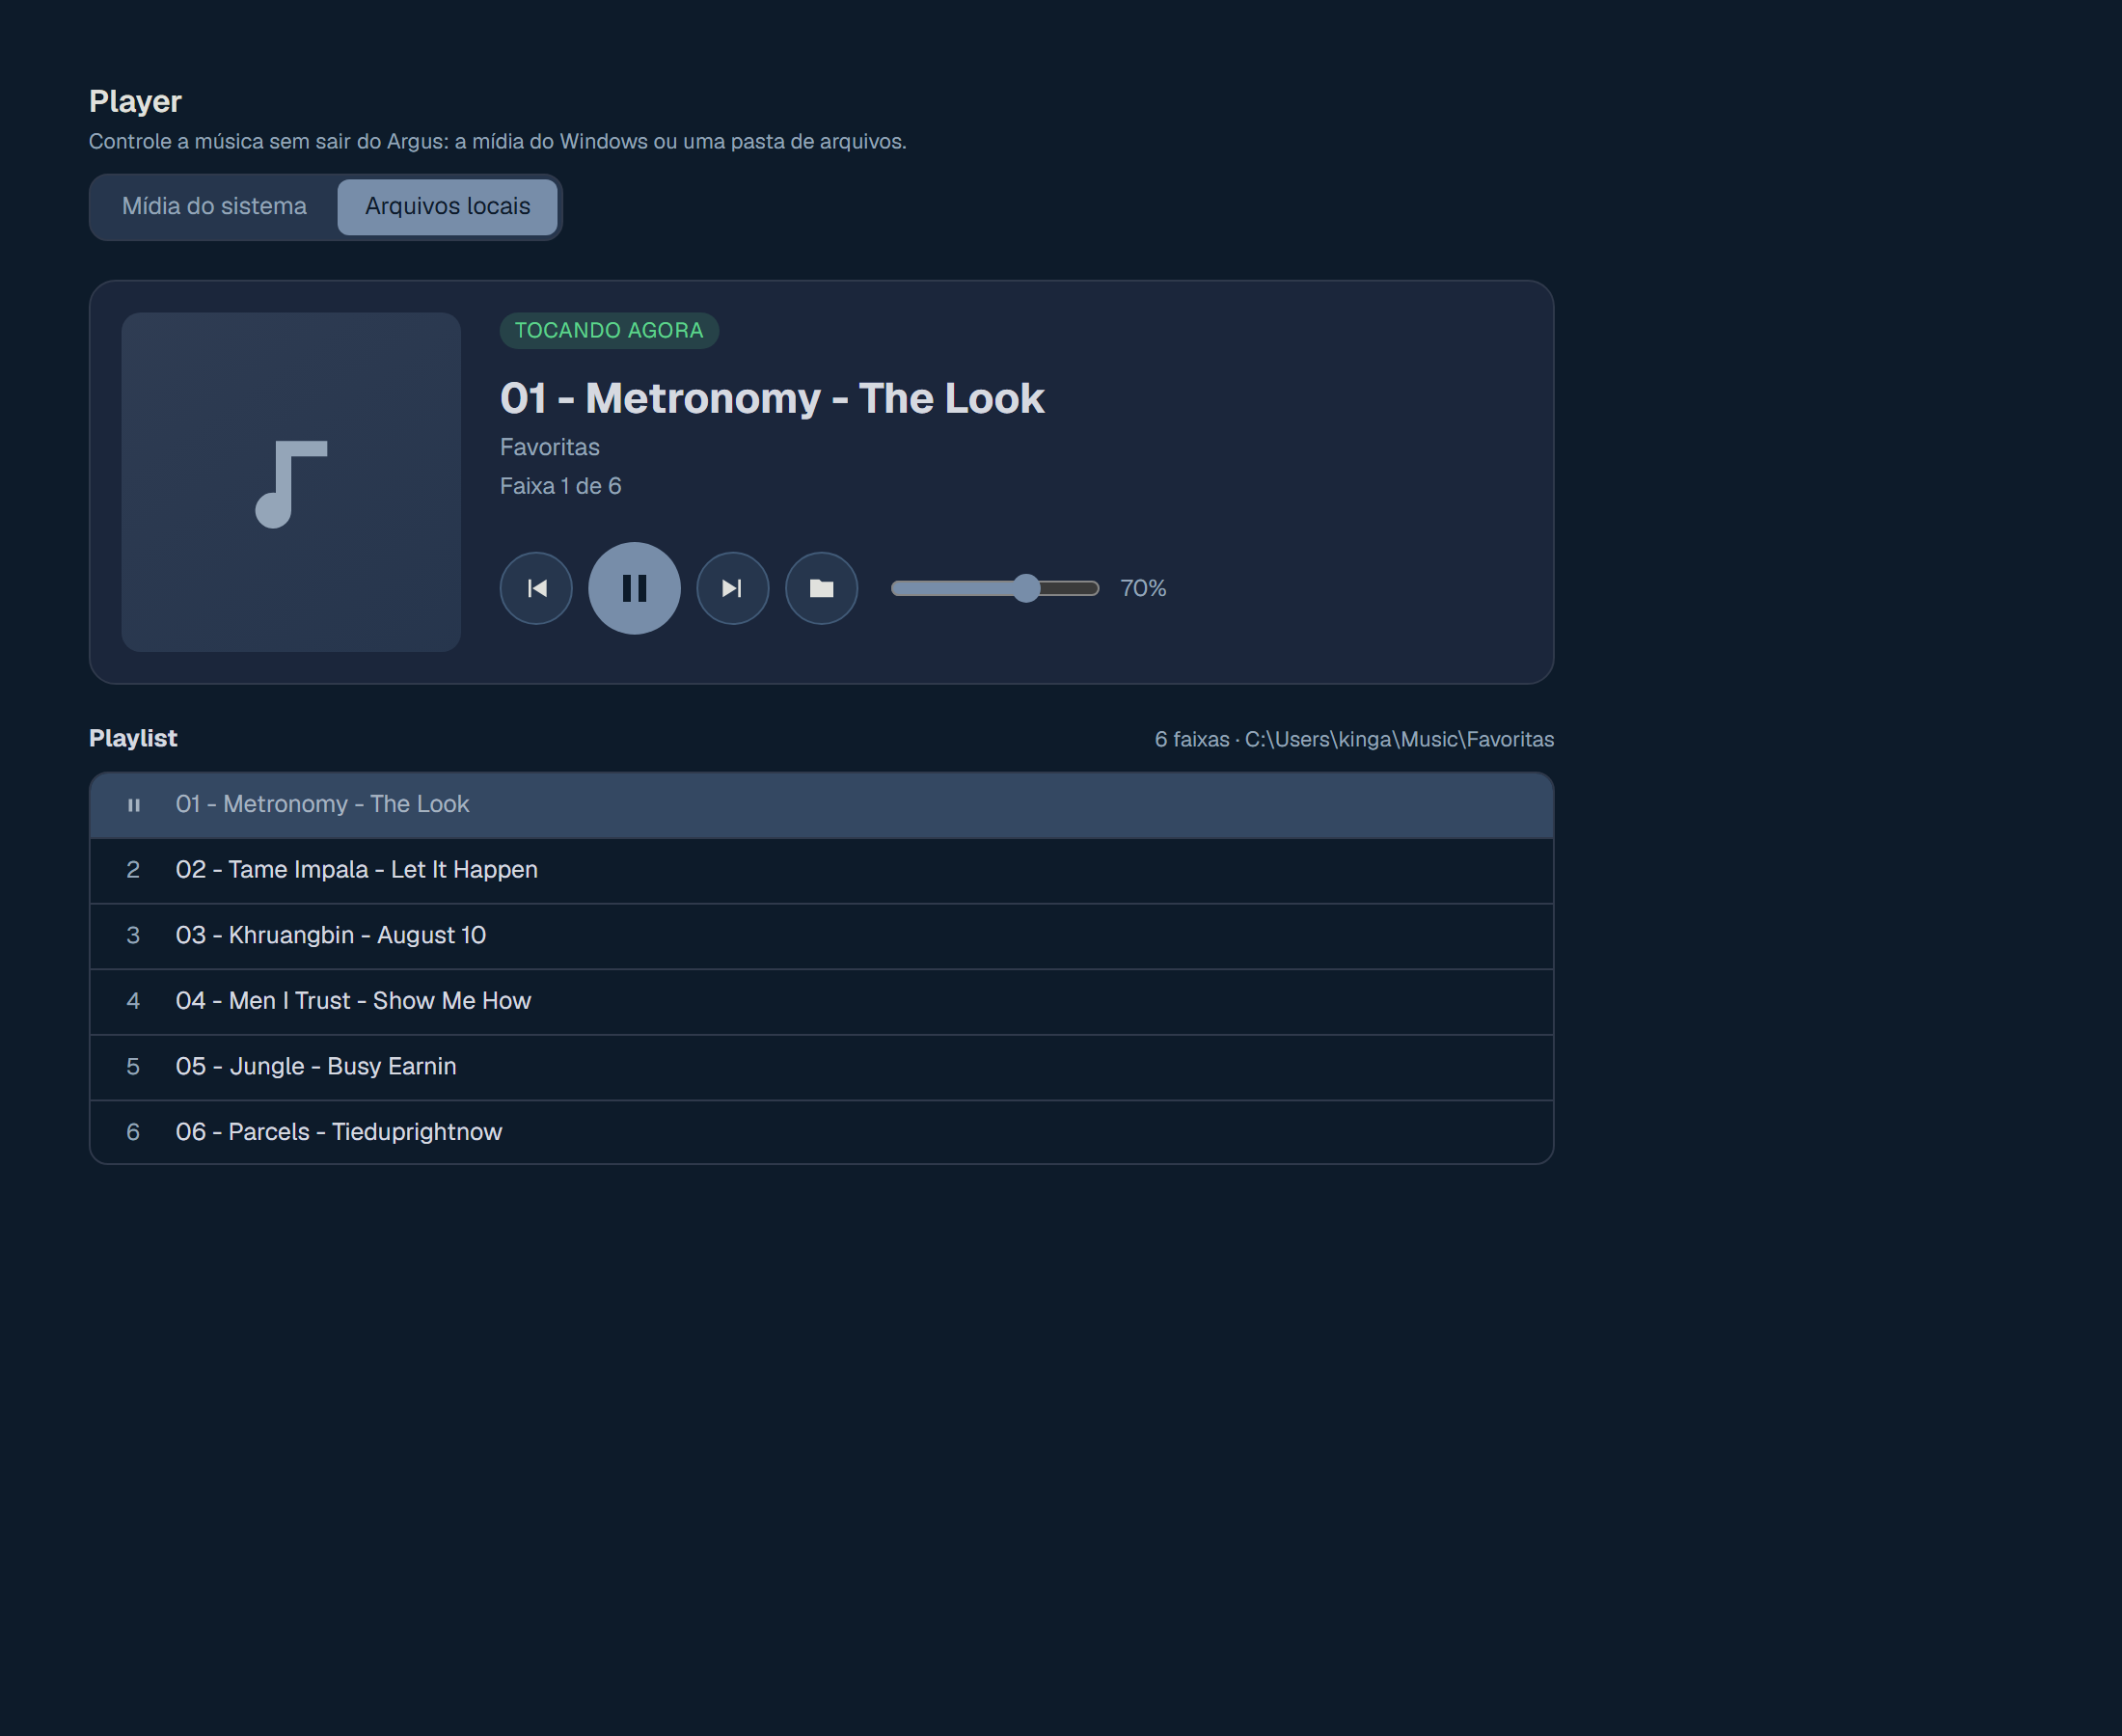 Player
Controle a música sem sair do Argus: a mídia do Windows ou uma pasta de arquivos.
Mídia do sistema
Arquivos locais
TOCANDO AGORA
01 - Metronomy - The Look
Favoritas
Faixa 1 de 6
70%
Playlist
6 faixas · C:\Users\kinga\Music\Favoritas
01 - Metronomy - The Look
2 02 - Tame Impala - Let It Happen
3 03 - Khruangbin - August 10
4 04 - Men I Trust - Show Me How
5 05 - Jungle - Busy Earnin
6 06 - Parcels - Tieduprightnow